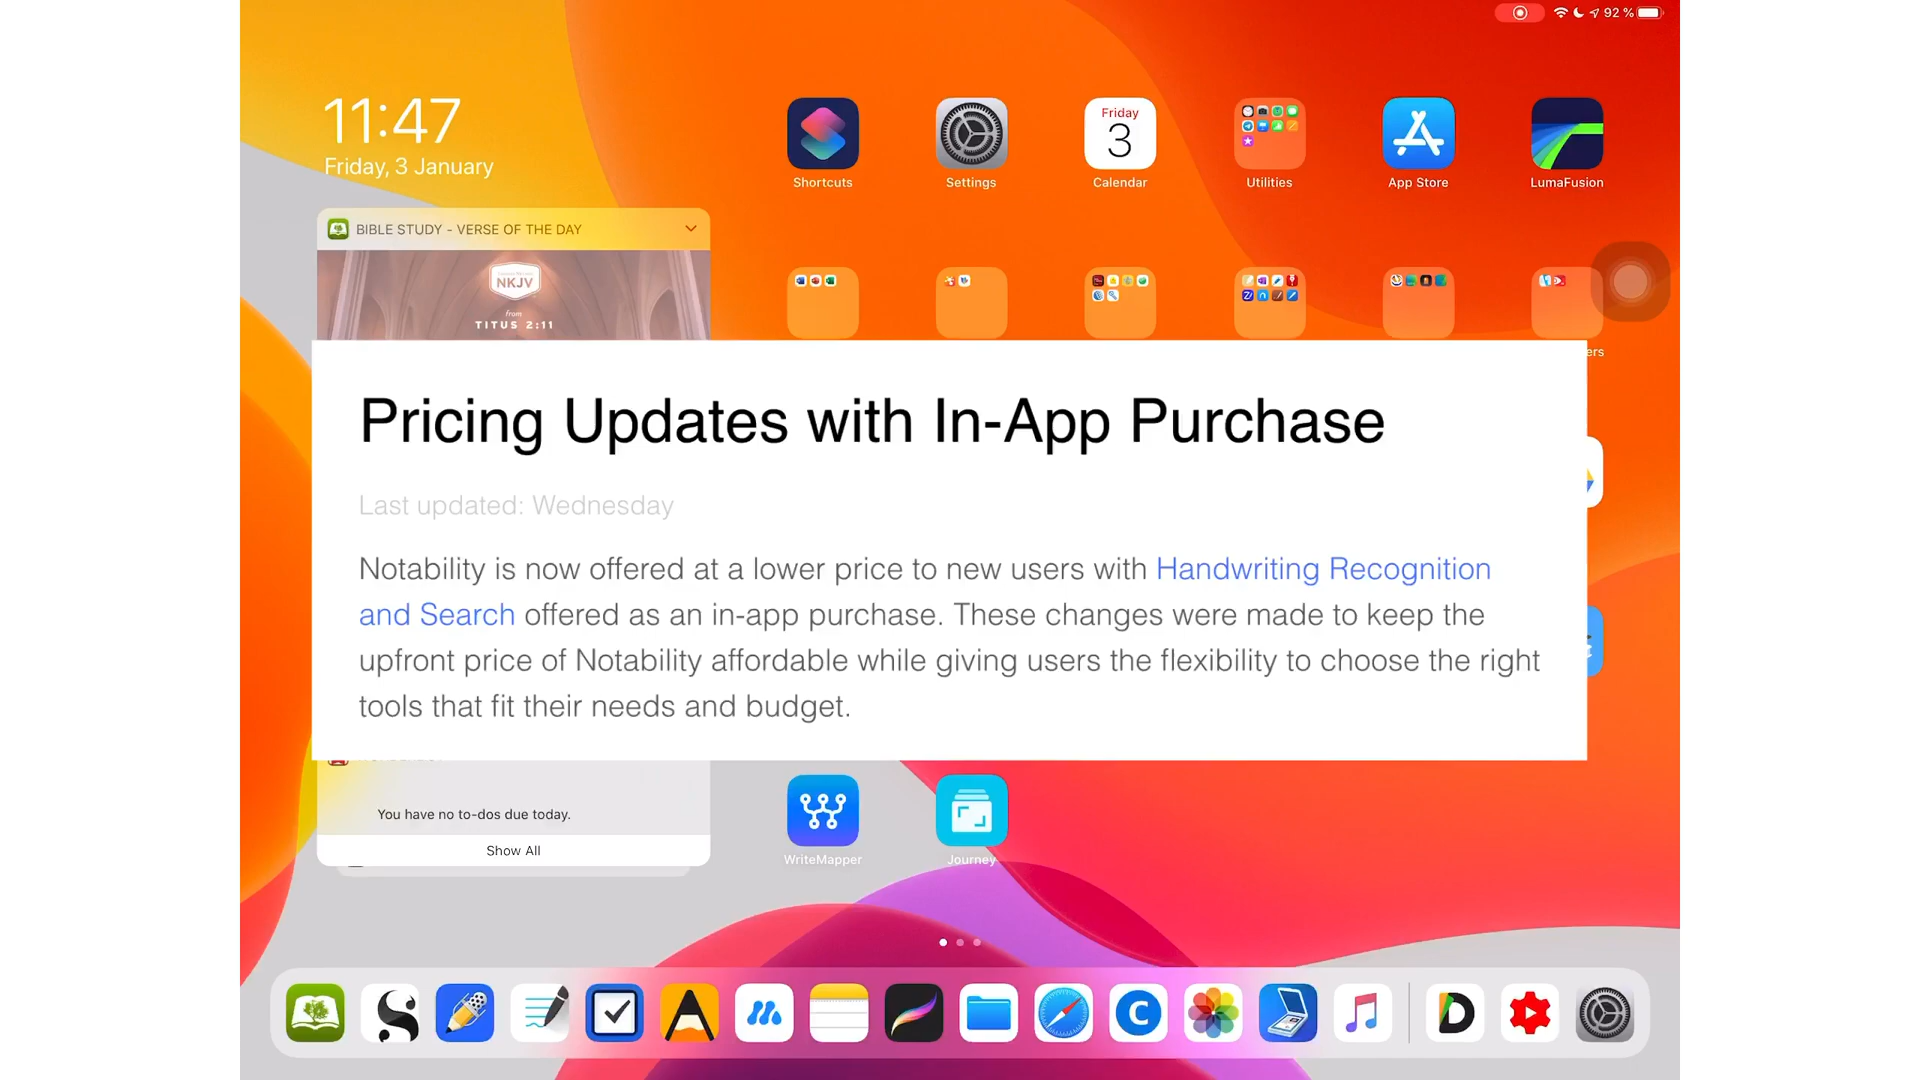 92 %
11:47
Friday, 3 January
Friday
3
Shortcuts
Settings
Calendar
Utilities
App Store
LumaFusion
BIBLE STUDY - VERSE OF THE DAY
NKJV
from
TITUS 2:11
ers
Pricing Updates with In-App Purchase
Last updated: Wednesday
Notability is now offered at a lower price to new users with Handwriting Recognition
and Search offered as an in-app purchase. These changes were made to keep the
upfront price of Notability affordable while giving users the flexibility to choose the right
tools that fit their needs and budget.
You have no to-dos due today.
Show All
WriteMapper
Journey